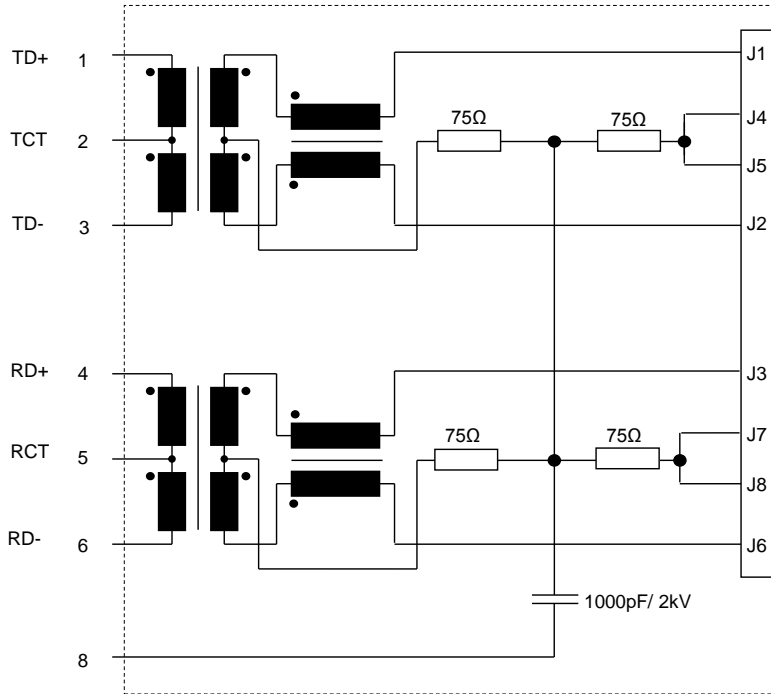 TD+ 1
J1
75Ω 75Ω
J4
TCT 2
J5
TD- 3
J2
RD+ 4
J3
75Ω 75Ω
J7
RCT 5
J8
RD- 6
J6
1000pF/ 2kV
8